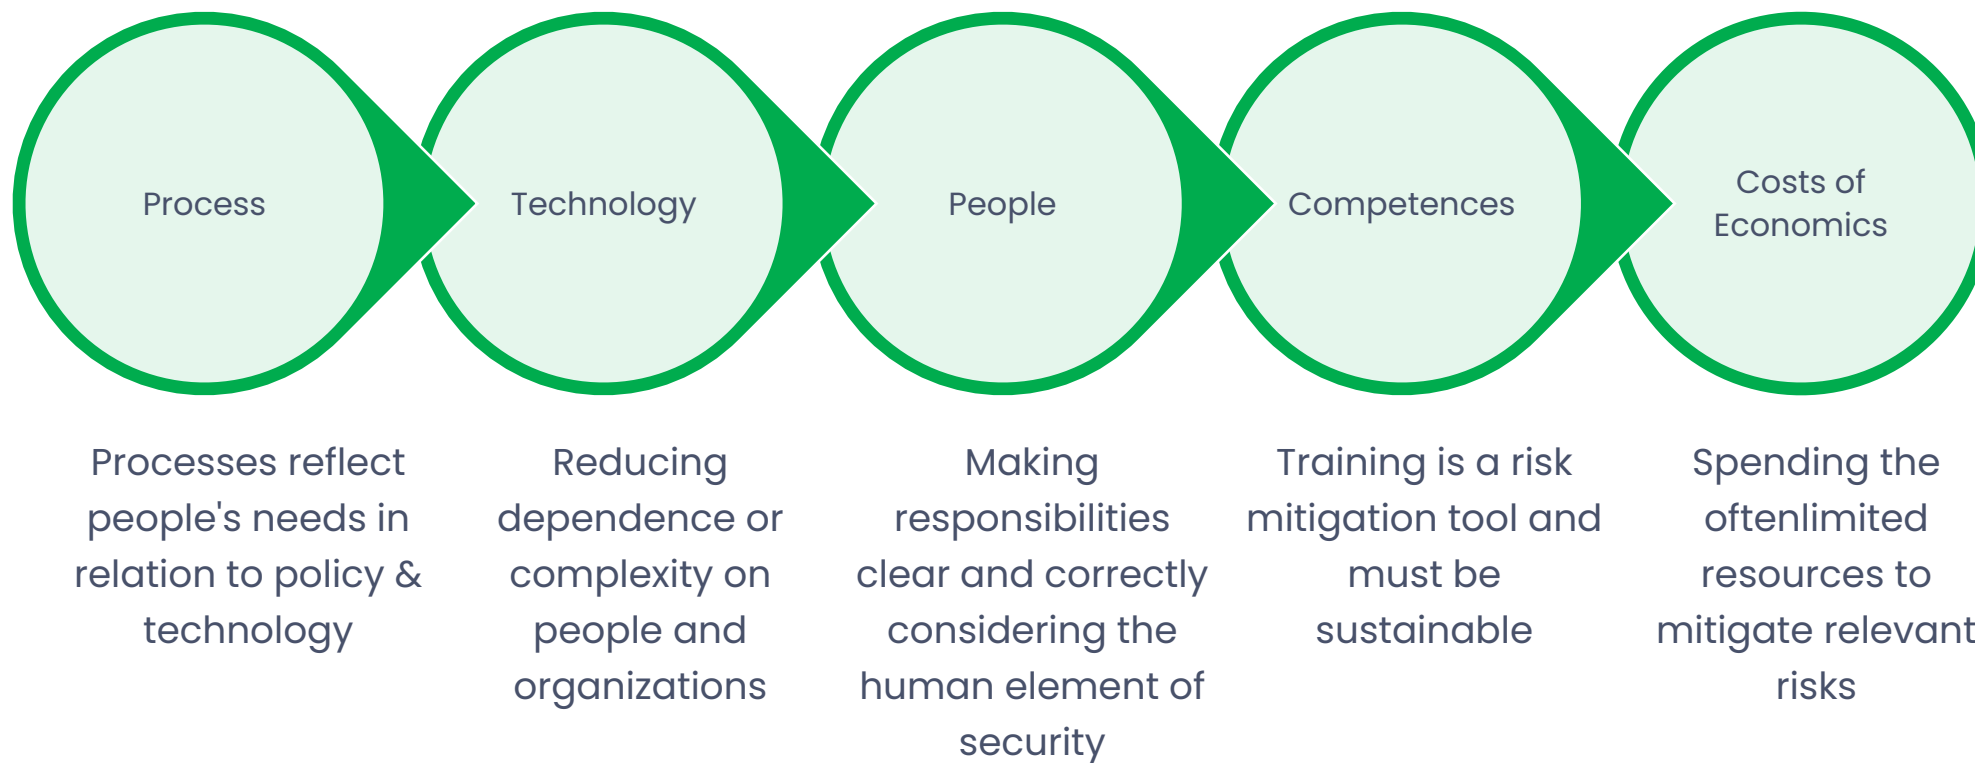 Process
Technology
People
Competences
Costs of
Economics
Processes reflect
people's needs in
relation to policy &
technology
Reducing
dependence or
complexity on
people and
organizations
Making
responsibilities
clear and correctly
considering the
human element of
security
Training is a risk
mitigation tool and
must be
sustainable
Spending the
oftenlimited
resources to
mitigate relevant
risks